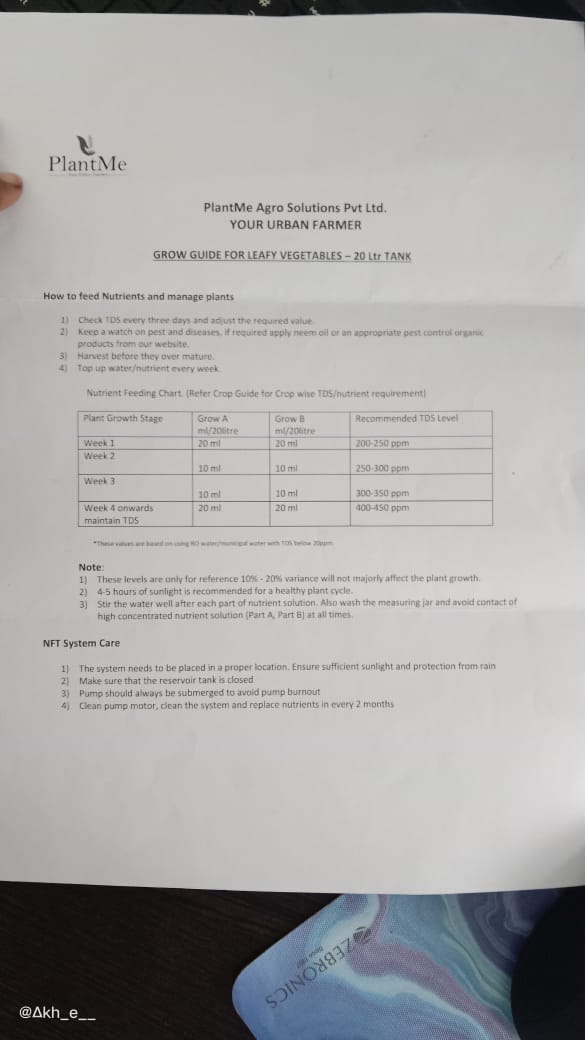 PlantMe
PlantMe Agro Solutions Pvt Ltd.
YOUR URBAN FARMER
GROW GUIDE FOR LEAFY VEGETABLES – 20 Ltr TANK
How to feed Nutrients and manage plants
1) Check TDS every three days and adjust the required value.
2) Keep a watch on pest and diseases, if required apply neem oil or an appropriate pest control organic
products from our website.
3) Harvest before they over mature.
4) Top up water/nutrient every week.
Nutrient Feeding Chart. (Refer Crop Guide for Crop wise TDS/nutrient requirement)
Plant Growth Stage Grow A ml/20litre Grow B ml/20litre Recommended TDS Level
Week 1 20 ml 20 ml 200-250 ppm
Week 2 10 ml 10 ml 250-300 ppm
Week 3 10 ml 10 ml 300-350 ppm
Week 4 onwards maintain TDS 20 ml 20 ml 400-450 ppm
*These values are based on using RO water/municipal water with TDS below 20ppm
Note:
1) These levels are only for reference 10% - 20% variance will not majorly affect the plant growth.
2) 4-5 hours of sunlight is recommended for a healthy plant cycle.
3) Stir the water well after each part of nutrient solution. Also wash the measuring jar and avoid contact of
high concentrated nutrient solution (Part A, Part B) at all times.
NFT System Care
1) The system needs to be placed in a proper location. Ensure sufficient sunlight and protection from rain
2) Make sure that the reservoir tank is closed
3) Pump should always be submerged to avoid pump burnout
4) Clean pump motor, clean the system and replace nutrients in every 2 months
ZEBRONICS
@Δkh_e__